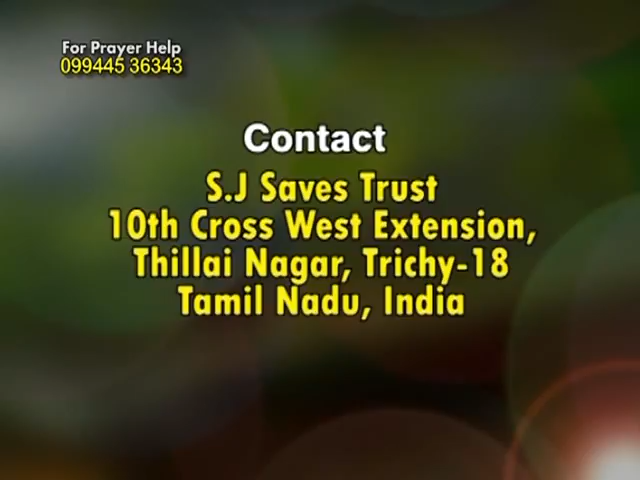 For Prayer Help
099445 36343
Contact
S.J Saves Trust
10th Cross West Extension,
Thillai Nagar, Trichy-18
Tamil Nadu, India